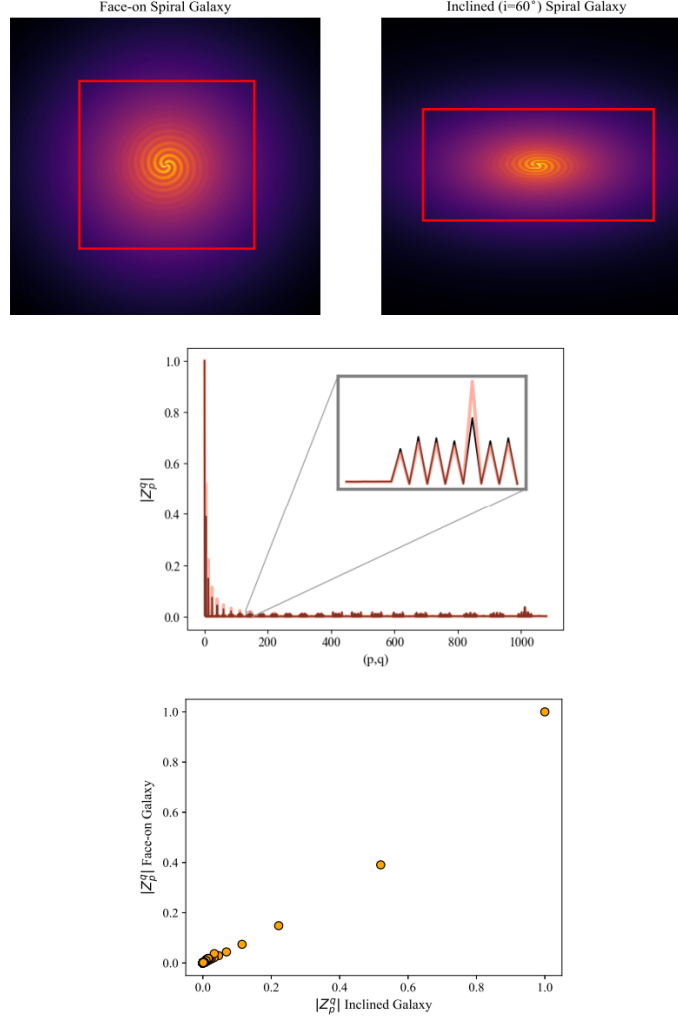 Face-on Spiral Galaxy
Inclined (i=60°) Spiral Galaxy
1.0
0.8
0.6
0.4
0.2
0.0
|Z_p^q|
0 200 400 600 800 1000
(p,q)
1.0
0.8
0.6
0.4
0.2
0.0
|Z_p^q| Face-on Galaxy
0.0 0.2 0.4 0.6 0.8 1.0
|Z_p^q| Inclined Galaxy